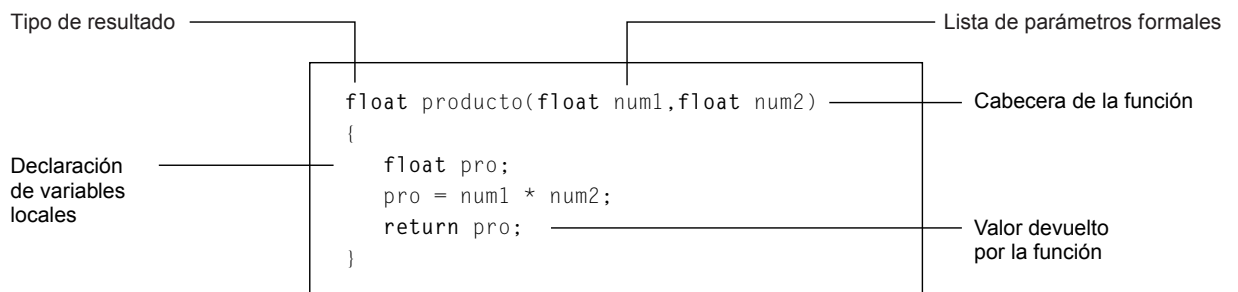 Tipo de resultado
Lista de parámetros formales
float producto(float num1,float num2)
Cabecera de la función
{
Declaración
de variables
locales
float pro;
pro = num1 * num2;
return pro;
Valor devuelto
por la función
}